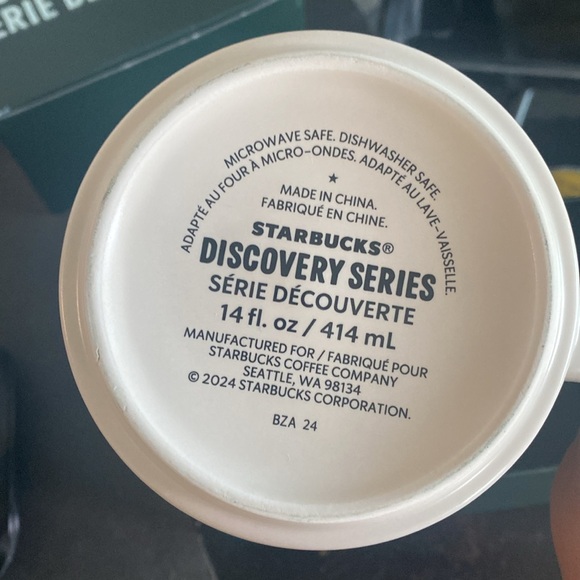 ÉRIE D
MICROWAVE SAFE. DISHWASHER SAFE.
ADAPTÉ AU FOUR À MICRO-ONDES. ADAPTÉ AU LAVE-VAISSELLE.
MADE IN CHINA.
FABRIQUÉ EN CHINE.
STARBUCKS®
DISCOVERY SERIES
SÉRIE DÉCOUVERTE
14 fl. oz / 414 mL
MANUFACTURED FOR / FABRIQUÉ POUR
STARBUCKS COFFEE COMPANY
SEATTLE, WA 98134
© 2024 STARBUCKS CORPORATION.
BZA 24